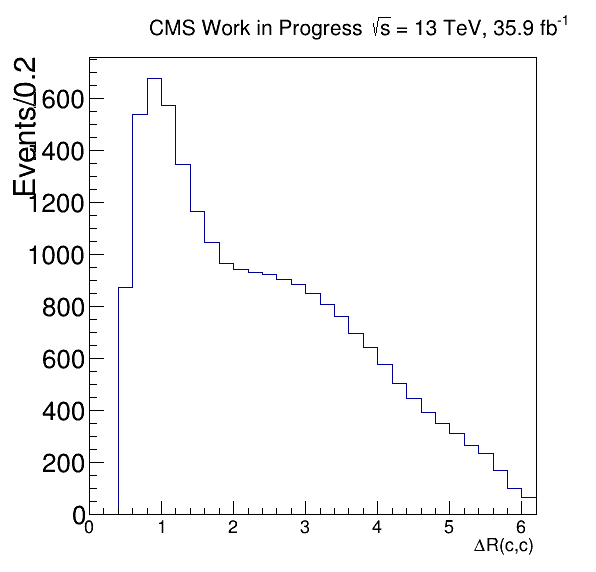 CMS Work in Progress √s = 13 TeV, 35.9 fb⁻¹
Events/0.2
1600
1400
1200
1000
800
600
400
200
0
0 1 2 3 4 5 6
ΔR(c,c)